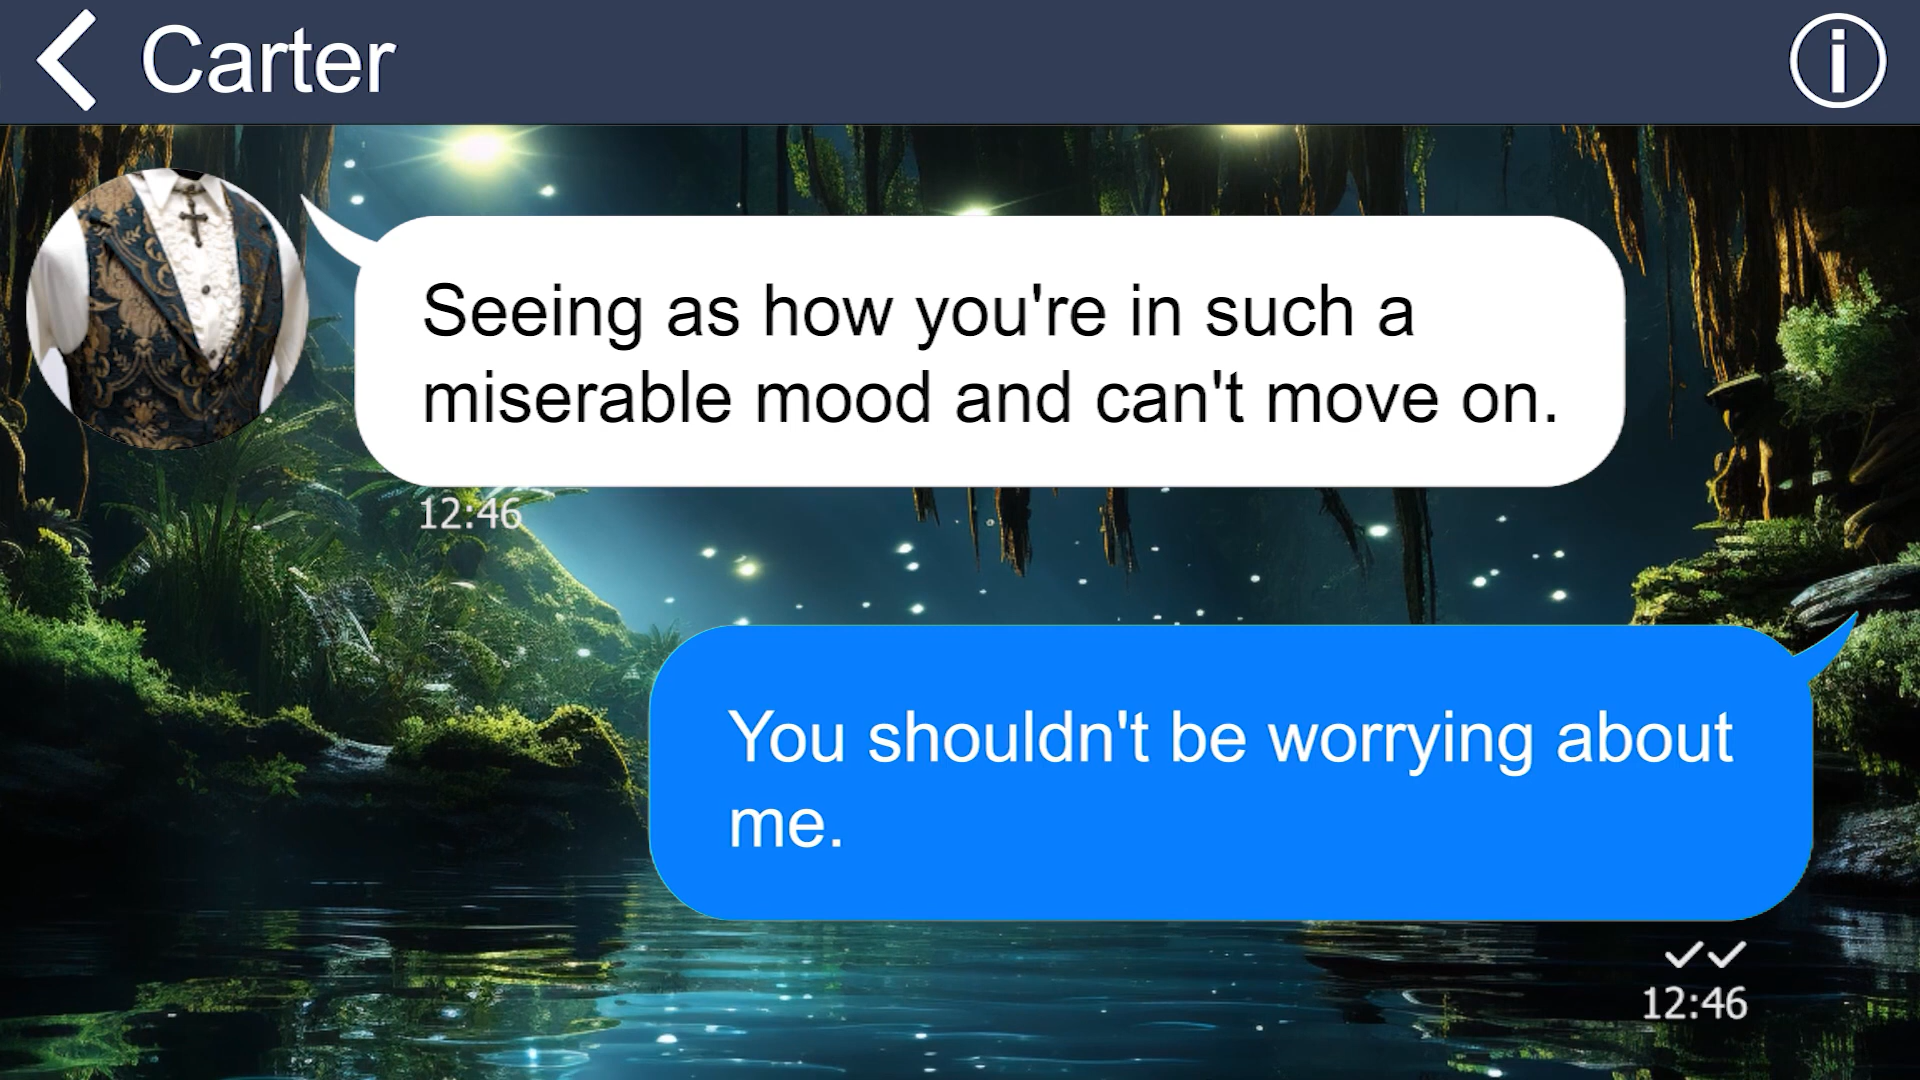 Carter
Seeing as how you're in such a
miserable mood and can't move on.
12:46
You shouldn't be worrying about
me.
12:46